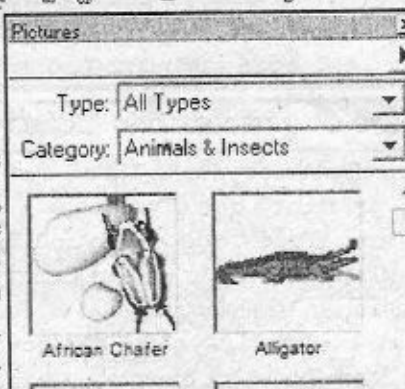 Pictures
Type: All Types
Category: Animals & Insects
African Chafer
Alligator